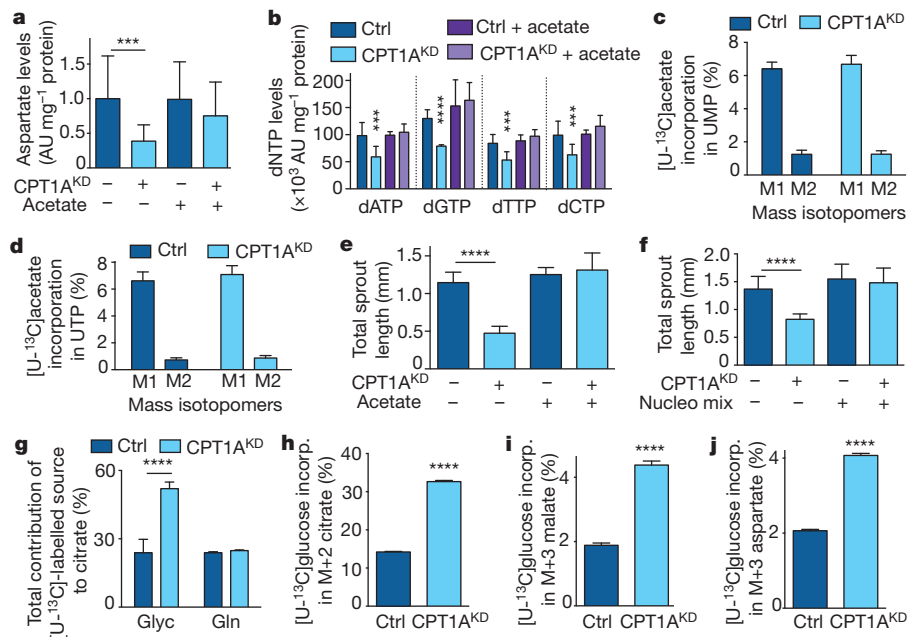 a
Aspartate levels
(AU mg⁻¹ protein)
1.5
1.0
0.5
0
***
CPT1A^KD – + – +
Acetate – – + +
b
Ctrl
CPT1A^KD
Ctrl + acetate
CPT1A^KD + acetate
dNTP levels
(×10³ AU mg⁻¹ protein)
200
150
100
50
0
*** **** *** ***
dATP dGTP dTTP dCTP
c
[U-¹³C]acetate
incorporation
in UMP (%)
9
6
3
0
M1 M2 M1 M2
Mass isotopomers
d
Ctrl
CPT1A^KD
[U-¹³C]acetate
incorporation
in UTP (%)
8
6
4
2
0
M1 M2 M1 M2
Mass isotopomers
e
Total sprout
length (mm)
1.5
1.0
0.5
0
****
CPT1A^KD – + – +
Acetate – – + +
f
Total sprout
length (mm)
2.0
1.5
1.0
0.5
0
****
CPT1A^KD – + – +
Nucleo mix – – + +
g
Ctrl
CPT1A^KD
Total contribution of
[U-¹³C]-labelled source
to citrate (%)
60
30
0
****
Glyc Gln
h
[U-¹³C]glucose incorp.
in M+2 citrate (%)
40
30
20
10
0
****
Ctrl CPT1A^KD
i
[U-¹³C]glucose incorp.
in M+3 malate (%)
4
2
0
****
Ctrl CPT1A^KD
j
[U-¹³C]glucose incorp.
in M+3 aspartate (%)
4
2
0
****
Ctrl CPT1A^KD